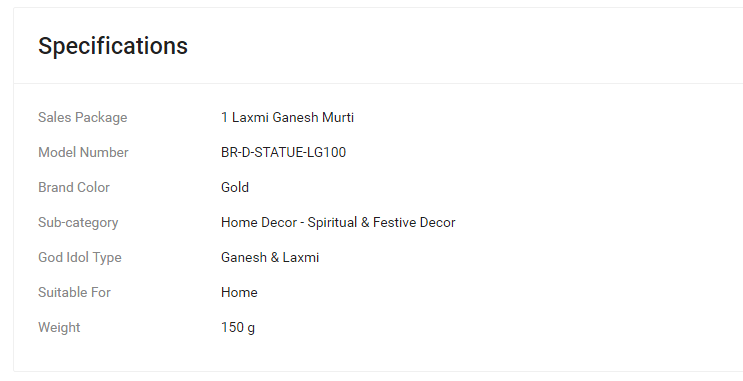 Specifications
Sales Package 1 Laxmi Ganesh Murti
Model Number BR-D-STATUE-LG100
Brand Color Gold
Sub-category Home Decor - Spiritual & Festive Decor
God Idol Type Ganesh & Laxmi
Suitable For Home
Weight 150 g